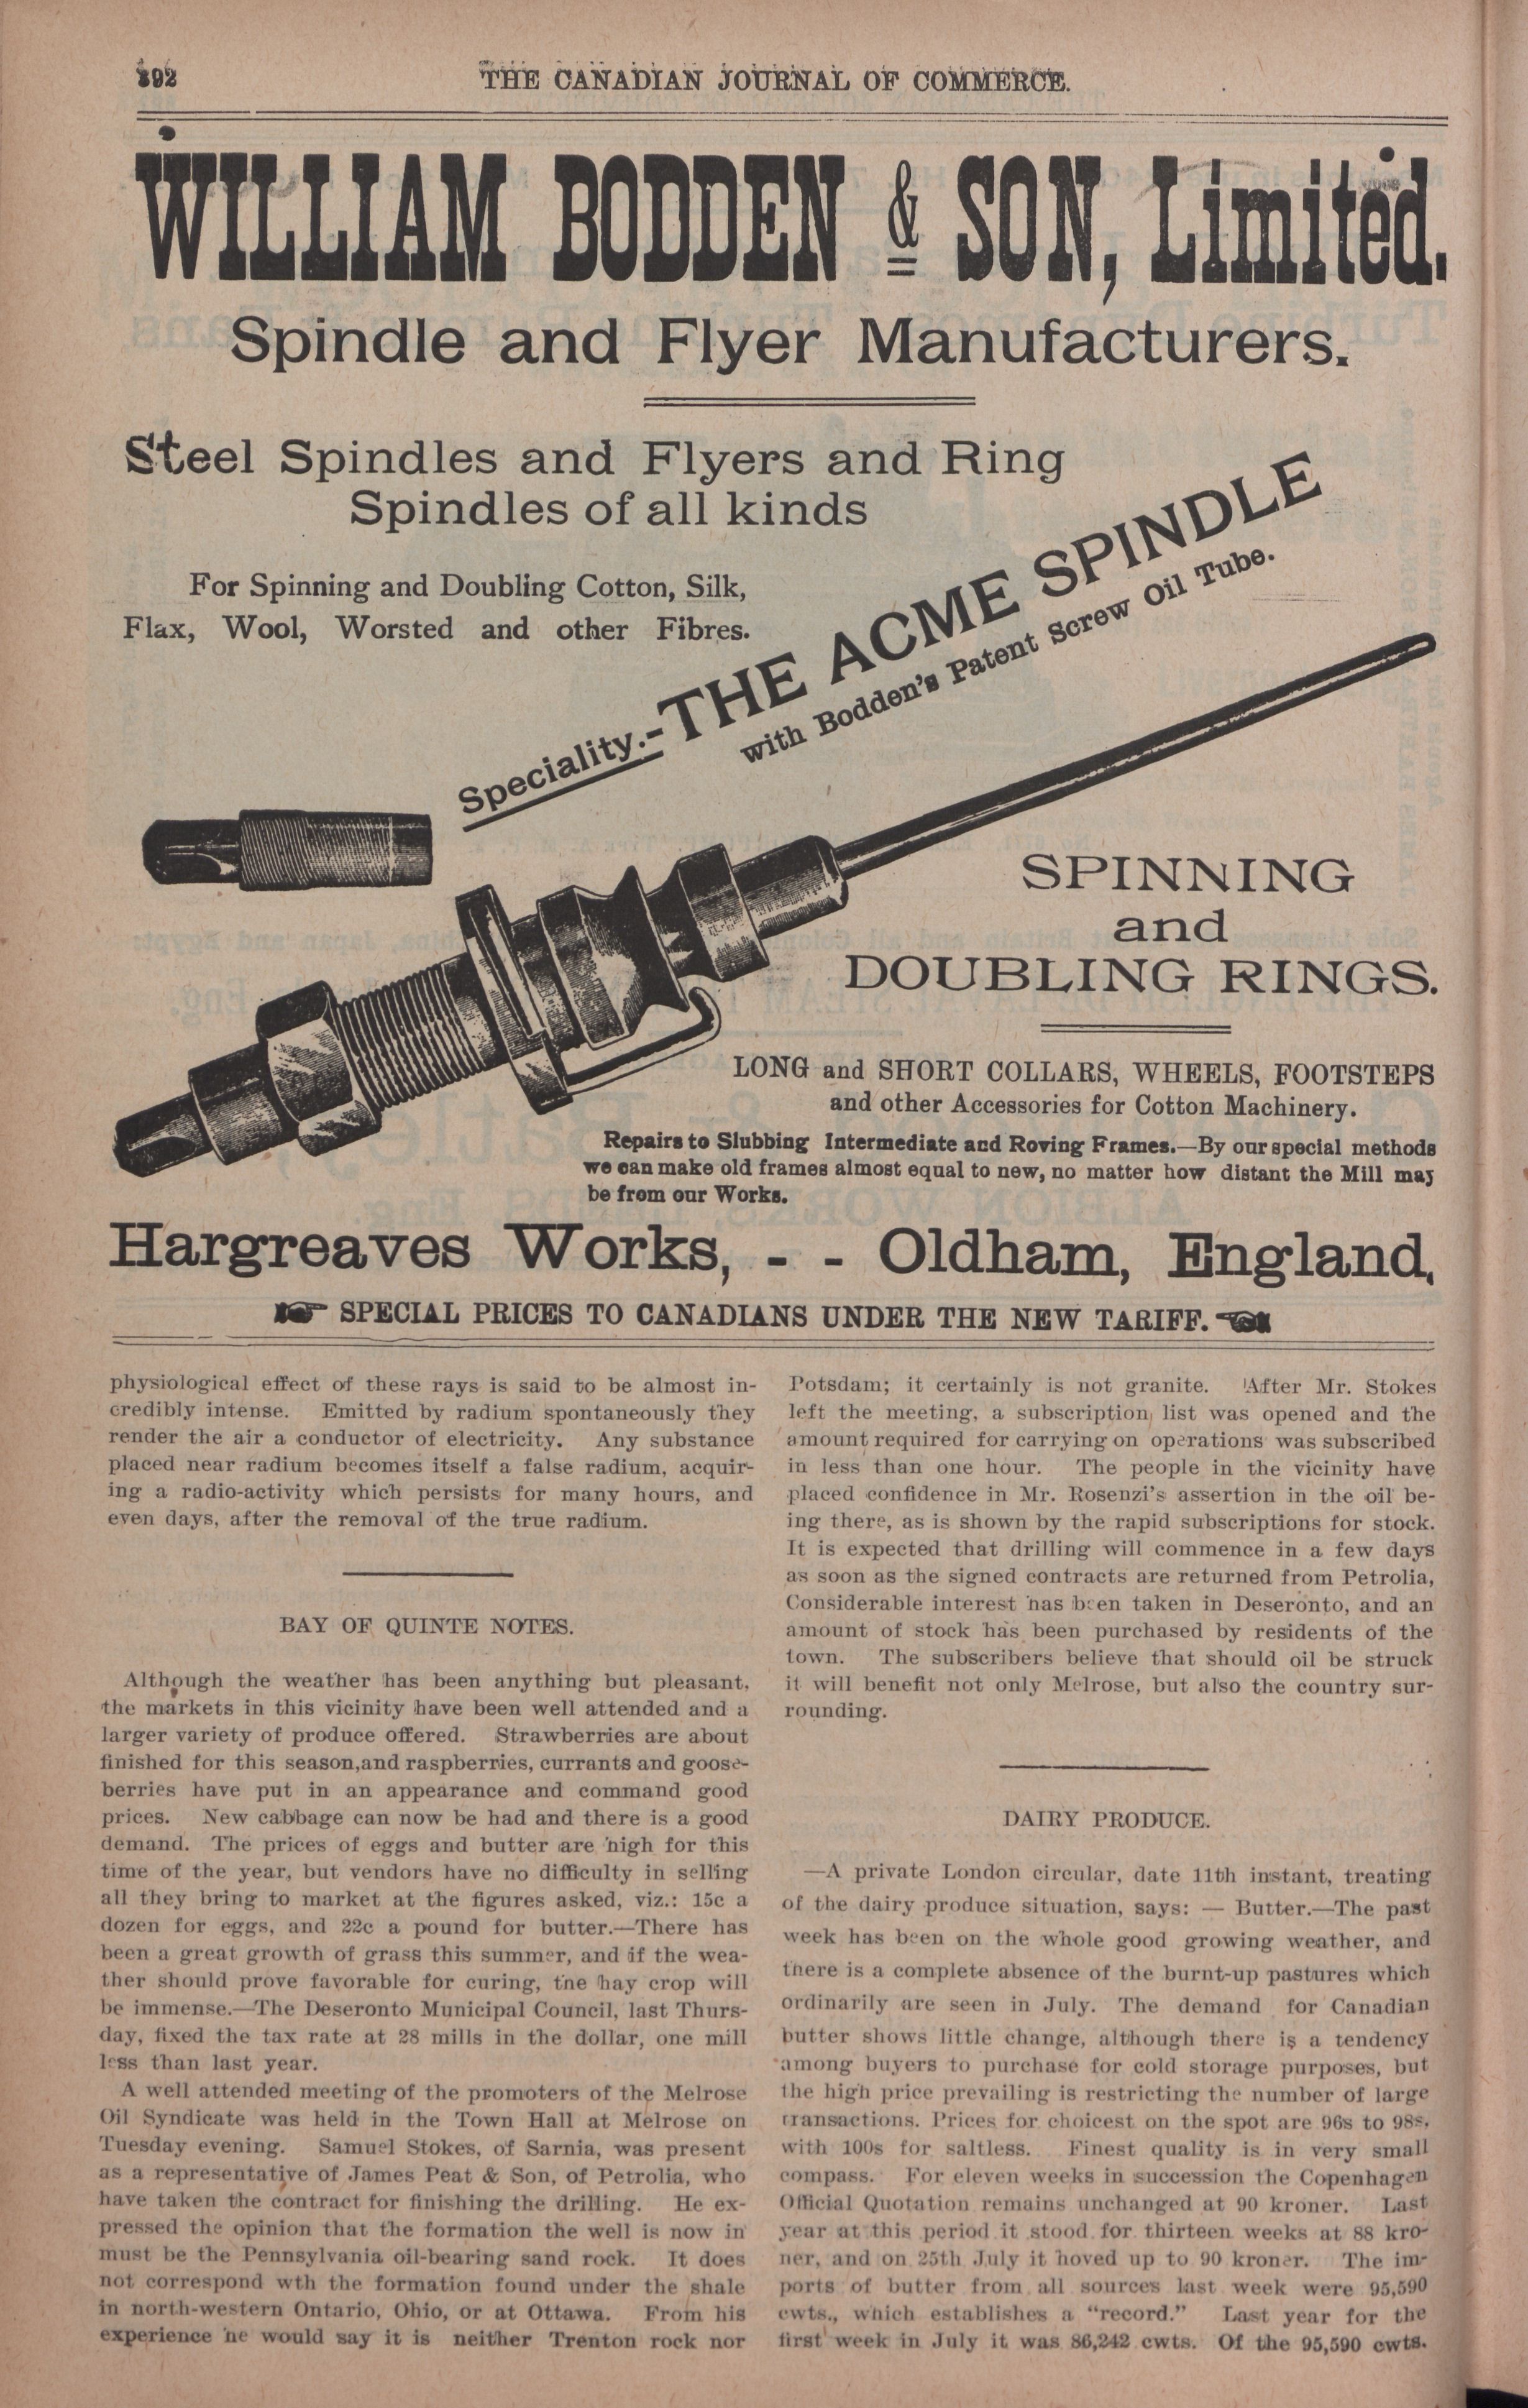 THE CANADIAN JOURNAL OF COMMERCE.
WILLIAM BODDEN & SON, Limited.
Spindle and Flyer Manufacturers.
Steel Spindles and Flyers and Ring
Spindles of all kinds
For Spinning and Doubling Cotton, Silk,
Flax, Wool, Worsted and other Fibres.
Speciality.-THE ACME SPINDLE
with Bodden's Patent Screw Oil Tube.
SPINNING
and
DOUBLING RINGS.
LONG and SHORT COLLARS, WHEELS, FOOTSTEPS
and other Accessories for Cotton Machinery.
Repairs to Slubbing Intermediate and Roving Frames.—By our special methods
we can make old frames almost equal to new, no matter how distant the Mill may
be from our Works.
Hargreaves Works, - - Oldham, England,
SPECIAL PRICES TO CANADIANS UNDER THE NEW TARIFF.
physiological effect of these rays is said to be almost in-
credibly intense. Emitted by radium spontaneously they
render the air a conductor of electricity. Any substance
placed near radium becomes itself a false radium, acquir-
ing a radio-activity which persists for many hours, and
even days, after the removal of the true radium.
BAY OF QUINTE NOTES.
Although the weather has been anything but pleasant,
the markets in this vicinity have been well attended and a
larger variety of produce offered. Strawberries are about
finished for this season,and raspberries, currants and goose-
berries have put in an appearance and command good
prices. New cabbage can now be had and there is a good
demand. The prices of eggs and butter are high for this
time of the year, but vendors have no difficulty in selling
all they bring to market at the figures asked, viz.: 15c a
dozen for eggs, and 22c a pound for butter.—There has
been a great growth of grass this summer, and if the wea-
ther should prove favorable for curing, the hay crop will
be immense.—The Deseronto Municipal Council, last Thurs-
day, fixed the tax rate at 28 mills in the dollar, one mill
less than last year.
A well attended meeting of the promoters of the Melrose
Oil Syndicate was held in the Town Hall at Melrose on
Tuesday evening. Samuel Stokes, of Sarnia, was present
as a representative of James Peat & Son, of Petrolia, who
have taken the contract for finishing the drilling. He ex-
pressed the opinion that the formation the well is now in
must be the Pennsylvania oil-bearing sand rock. It does
not correspond wth the formation found under the shale
in north-western Ontario, Ohio, or at Ottawa. From his
experience he would say it is neither Trenton rock nor
Potsdam; it certainly is not granite. After Mr. Stokes
left the meeting, a subscription list was opened and the
amount required for carrying on operations was subscribed
in less than one hour. The people in the vicinity have
placed confidence in Mr. Rosenzi's assertion in the oil be-
ing there, as is shown by the rapid subscriptions for stock.
It is expected that drilling will commence in a few days
as soon as the signed contracts are returned from Petrolia,
Considerable interest has been taken in Deseronto, and an
amount of stock has been purchased by residents of the
town. The subscribers believe that should oil be struck
it will benefit not only Melrose, but also the country sur-
rounding.
DAIRY PRODUCE.
—A private London circular, date 11th instant, treating
of the dairy produce situation, says: — Butter.—The past
week has been on the whole good growing weather, and
there is a complete absence of the burnt-up pastures which
ordinarily are seen in July. The demand for Canadian
butter shows little change, although there is a tendency
among buyers to purchase for cold storage purposes, but
the high price prevailing is restricting the number of large
transactions. Prices for choicest on the spot are 96s to 98s,
with 100s for saltless. Finest quality is in very small
compass. For eleven weeks in succession the Copenhagen
Official Quotation remains unchanged at 90 kroner. Last
year at this period it stood for thirteen weeks at 88 kro-
ner, and on 25th July it hoved up to 90 kroner. The im-
ports of butter from all sources last week were 95,590
cwts., which establishes a "record." Last year for the
first week in July it was 86,242 cwts. Of the 95,590 cwts.